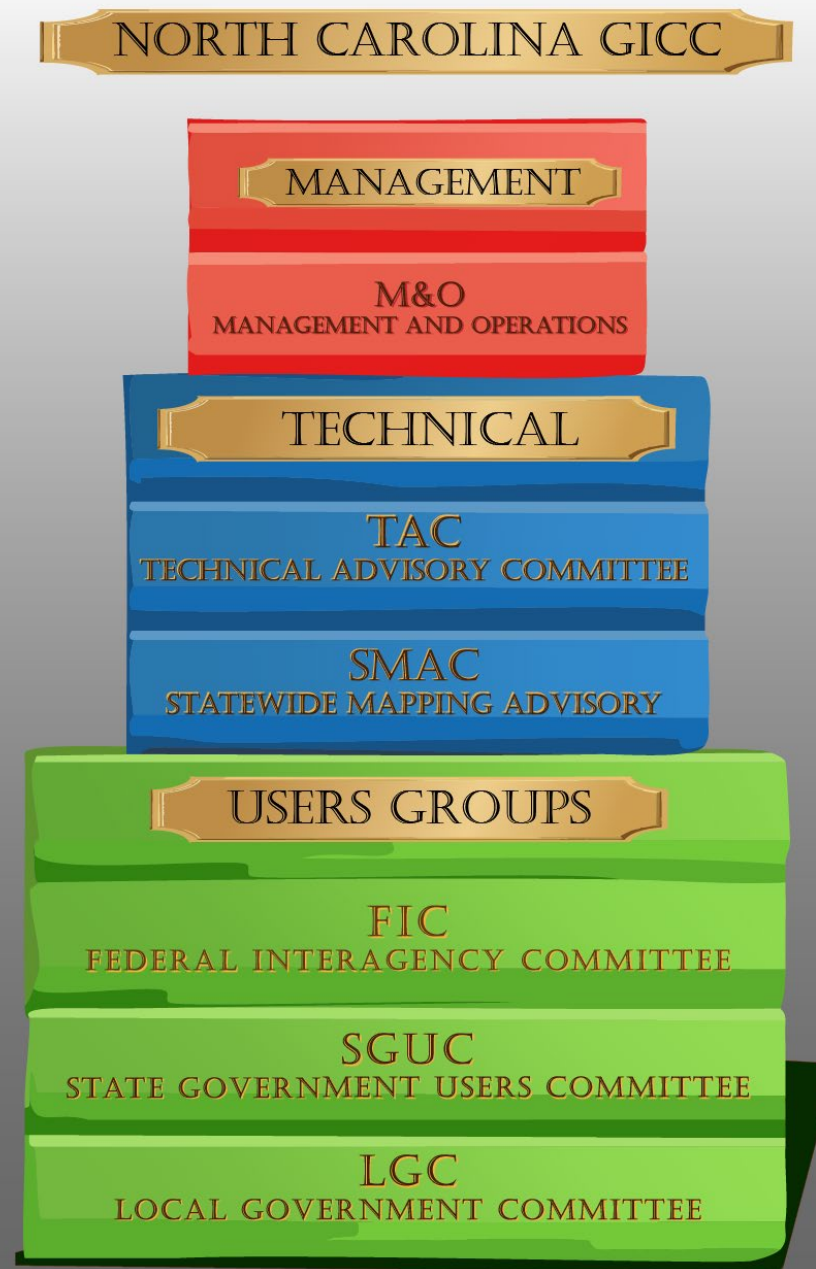 NORTH CAROLINA GICC
MANAGEMENT
M&O
MANAGEMENT AND OPERATIONS
TECHNICAL
TAC
TECHNICAL ADVISORY COMMITTEE
SMAC
STATEWIDE MAPPING ADVISORY
USERS GROUPS
FIC
FEDERAL INTERAGENCY COMMITTEE
SGUC
STATE GOVERNMENT USERS COMMITTEE
LGC
LOCAL GOVERNMENT COMMITTEE